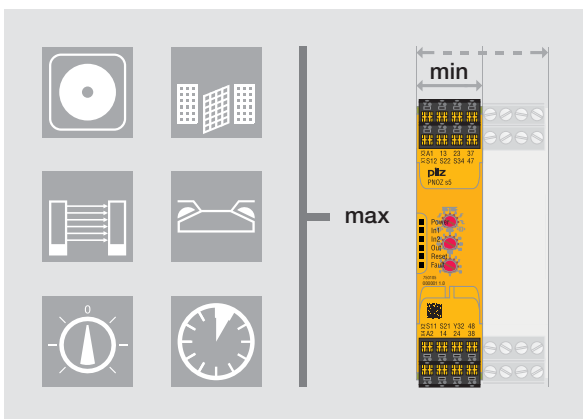 min
max
A1 13 23 37
S12 S22 S34 47
pilz
PNOZ s5
Power
In1
In2
Out
Reset
Fault
S11 S21 Y32 48
A2 14 24 38
0